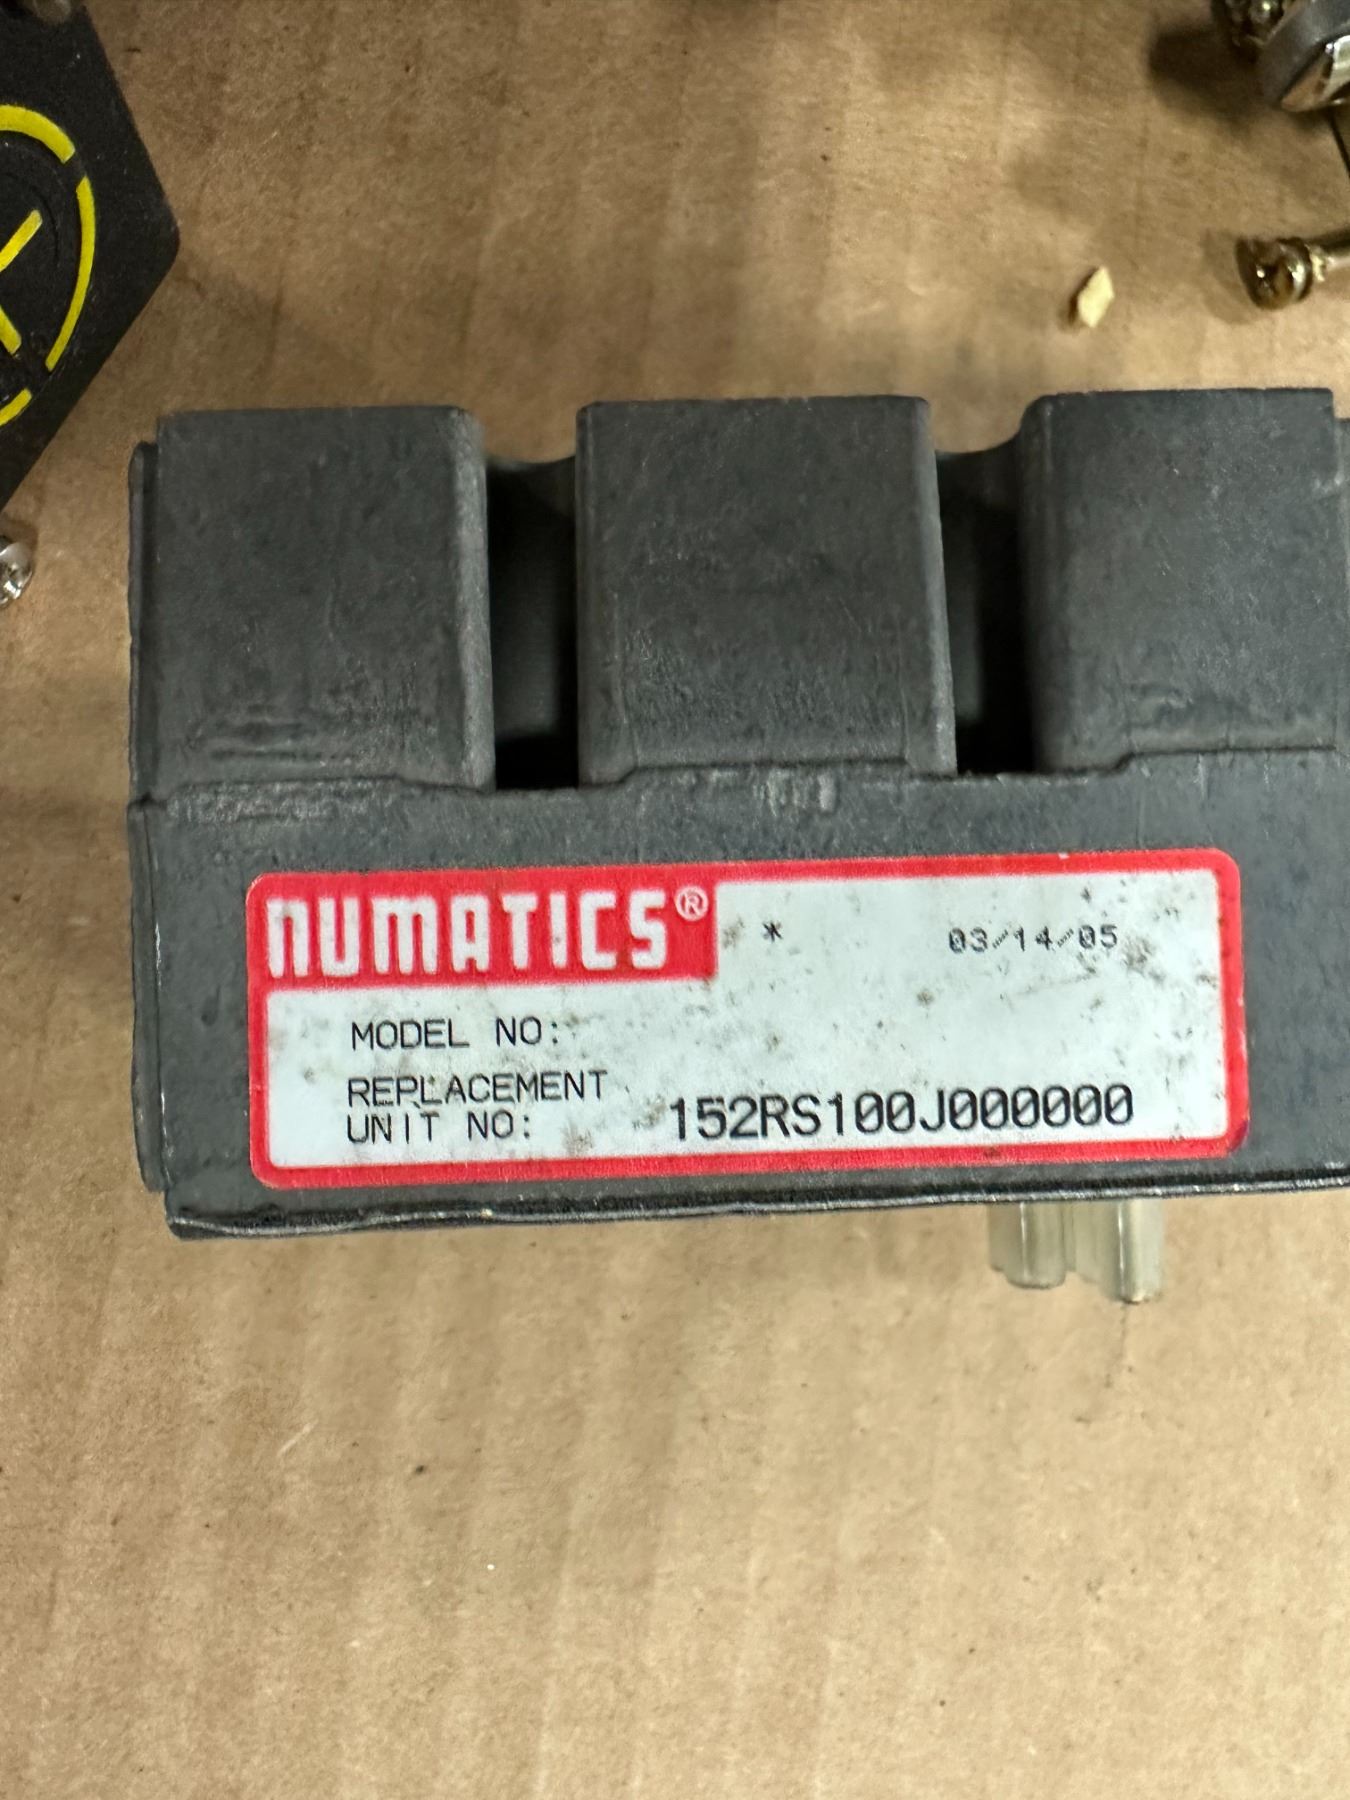 NUMATICS® * 03/14/05
MODEL NO:
REPLACEMENT
UNIT NO: 152RS100J000000